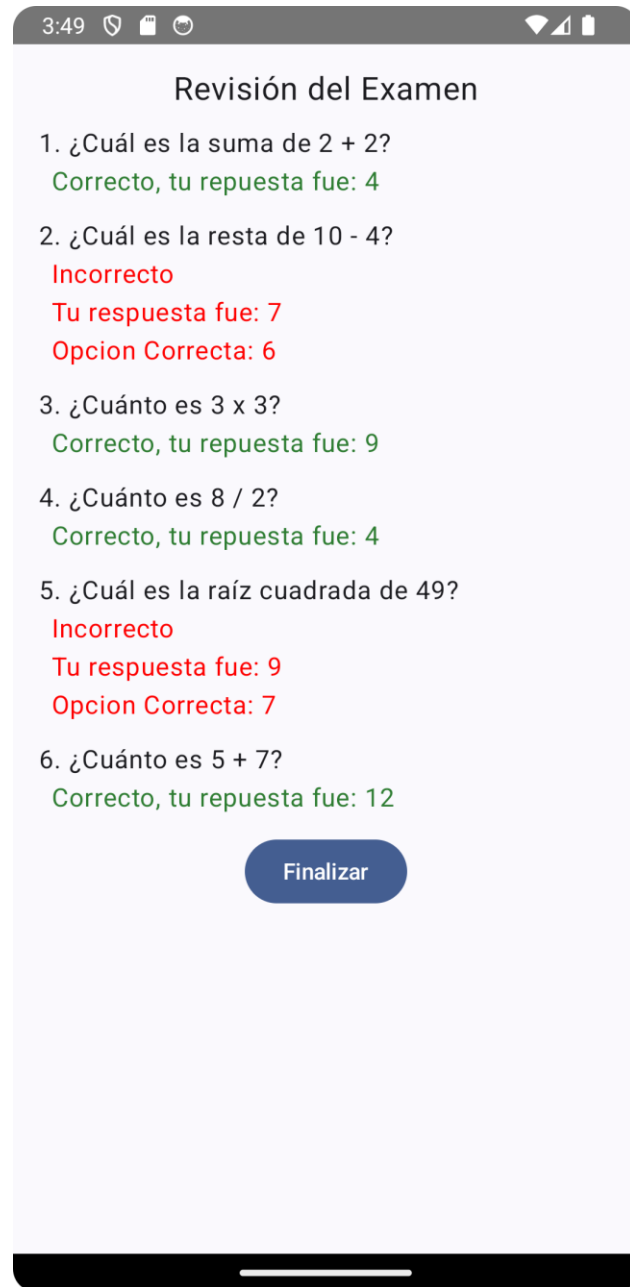 3:49
Revisión del Examen
1. ¿Cuál es la suma de 2 + 2?
Correcto, tu repuesta fue: 4
2. ¿Cuál es la resta de 10 - 4?
Incorrecto
Tu respuesta fue: 7
Opcion Correcta: 6
3. ¿Cuánto es 3 x 3?
Correcto, tu repuesta fue: 9
4. ¿Cuánto es 8 / 2?
Correcto, tu repuesta fue: 4
5. ¿Cuál es la raíz cuadrada de 49?
Incorrecto
Tu respuesta fue: 9
Opcion Correcta: 7
6. ¿Cuánto es 5 + 7?
Correcto, tu repuesta fue: 12
Finalizar